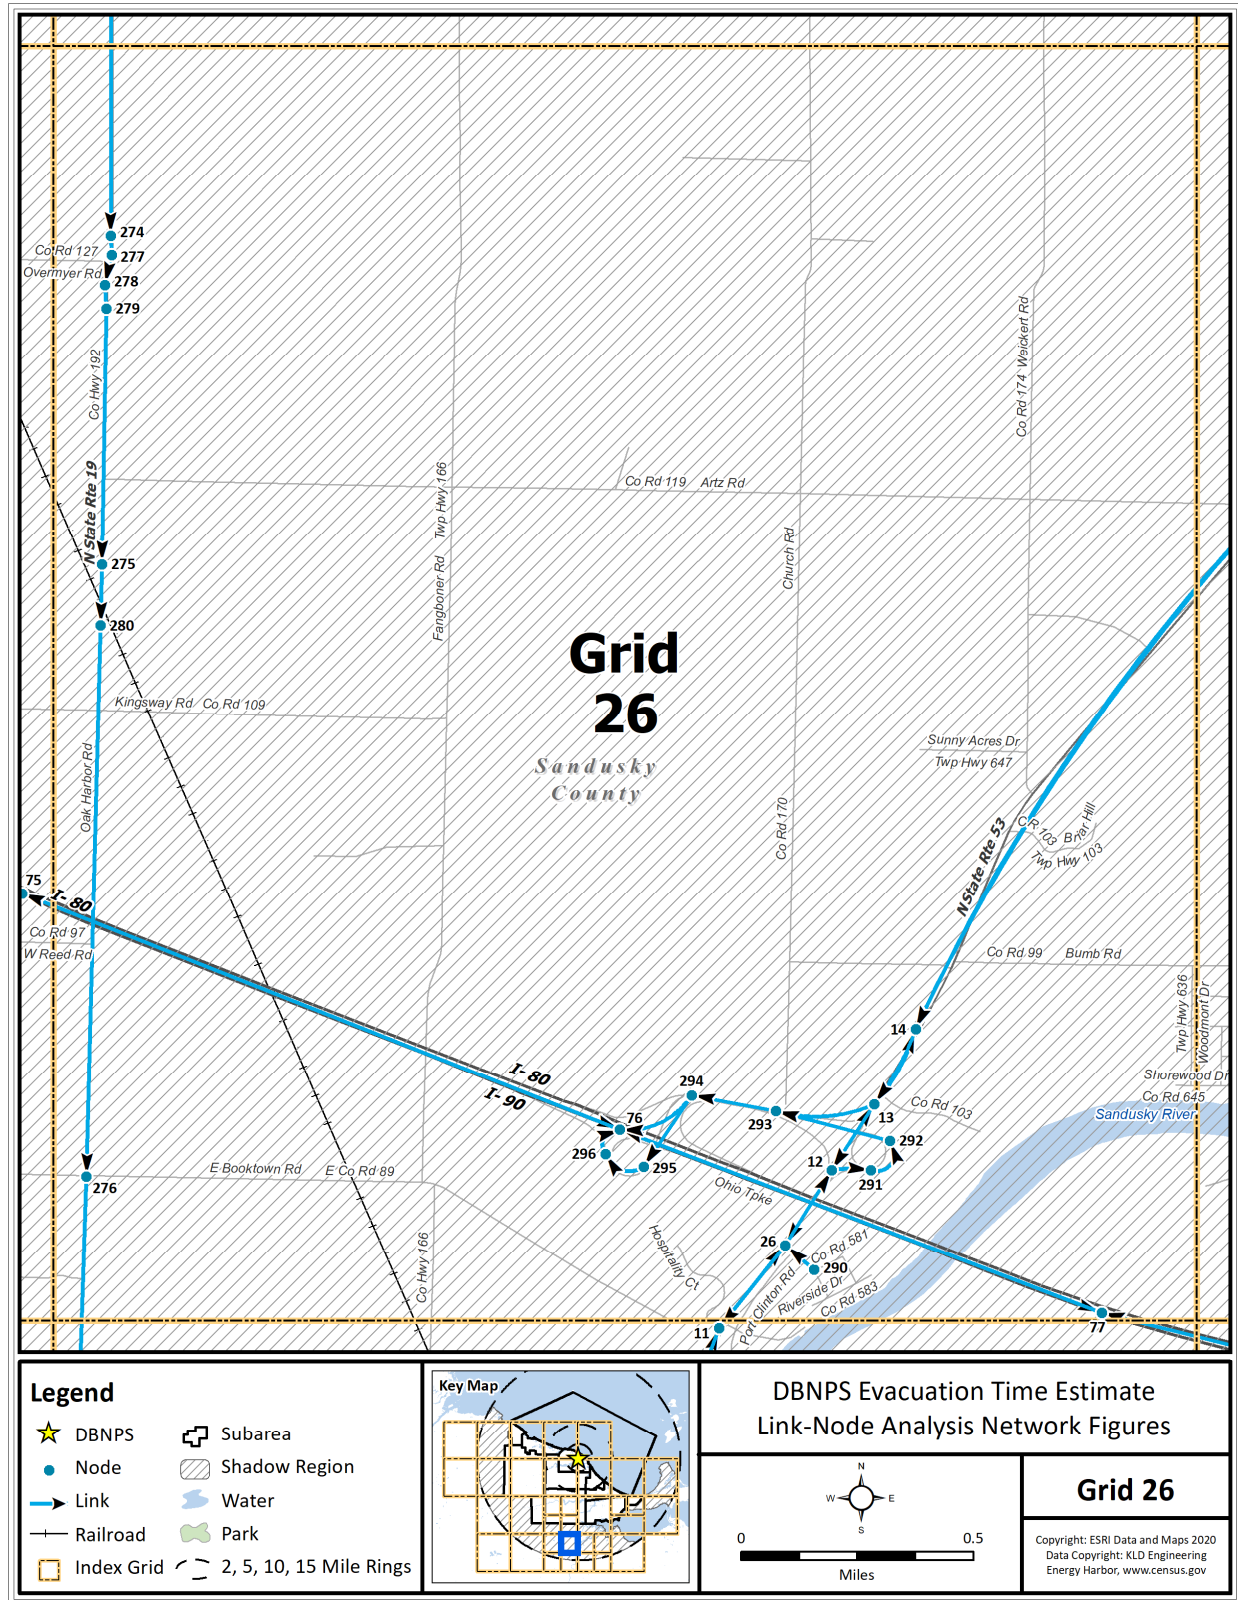 274
Co Rd 127
277
Overmyer Rd
278
279
Co Hwy 192
Co Rd 174 Weickert Rd
N State Rte 19
Twp Hwy 166
Co Rd 119 Artz Rd
275
Church Rd
Fangboner Rd
280
Grid
26
Sandusky
County
Kingsway Rd Co Rd 109
Sunny Acres Dr
Twp Hwy 647
Oak Harbor Rd
Co Rd 170
C R 103
Briar Hill
Twp Hwy 103
N State Rte 53
75
I- 80
Co Rd 97
W Reed Rd
Co Rd 99 Bumb Rd
Twp Hwy 636
Woodmont Dr
14
I- 80
I- 90
294
Shorewood Dr
Co Rd 645
Sandusky River
Co Rd 103
76
293
13
292
296
295
12
291
E Booktown Rd E Co Rd 89
276
Ohio Tpke
26
Co Rd 581
290
Hospitality Ct
Port Clinton Rd
Riverside Dr
Co Rd 583
Co Hwy 166
11
77
Legend
DBNPS
Node
Link
Railroad
Index Grid
Subarea
Shadow Region
Water
Park
2, 5, 10, 15 Mile Rings
Key Map
DBNPS Evacuation Time Estimate
Link-Node Analysis Network Figures
N
W E
S
0 0.5
Miles
Grid 26
Copyright: ESRI Data and Maps 2020
Data Copyright: KLD Engineering
Energy Harbor, www.census.gov